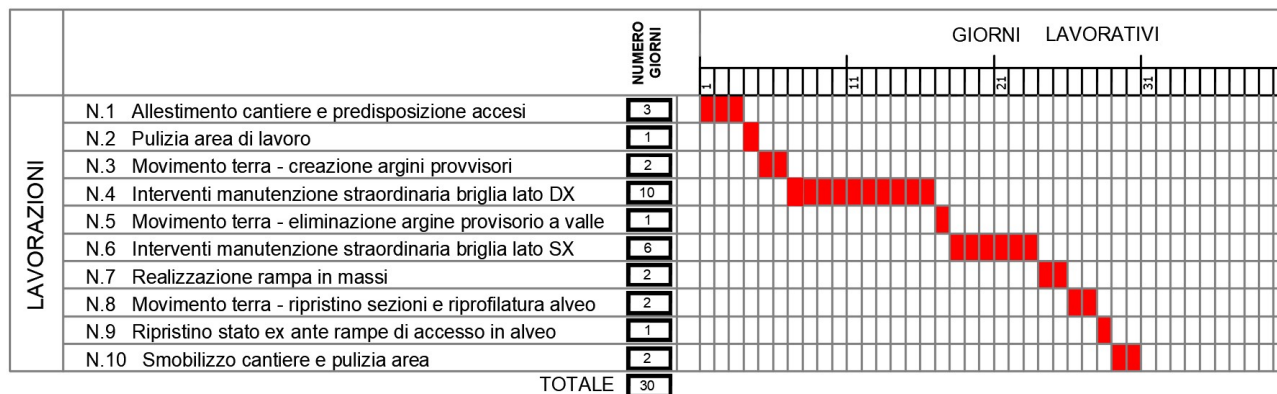 NUMERO GIORNI
GIORNI LAVORATIVI
1 11 21 31
LAVORAZIONI
N.1 Allestimento cantiere e predisposizione accesi 3
N.2 Pulizia area di lavoro 1
N.3 Movimento terra - creazione argini provvisori 2
N.4 Interventi manutenzione straordinaria briglia lato DX 10
N.5 Movimento terra - eliminazione argine provisorio a valle 1
N.6 Interventi manutenzione straordinaria briglia lato SX 6
N.7 Realizzazione rampa in massi 2
N.8 Movimento terra - ripristino sezioni e riprofilatura alveo 2
N.9 Ripristino stato ex ante rampe di accesso in alveo 1
N.10 Smobilizzo cantiere e pulizia area 2
TOTALE 30